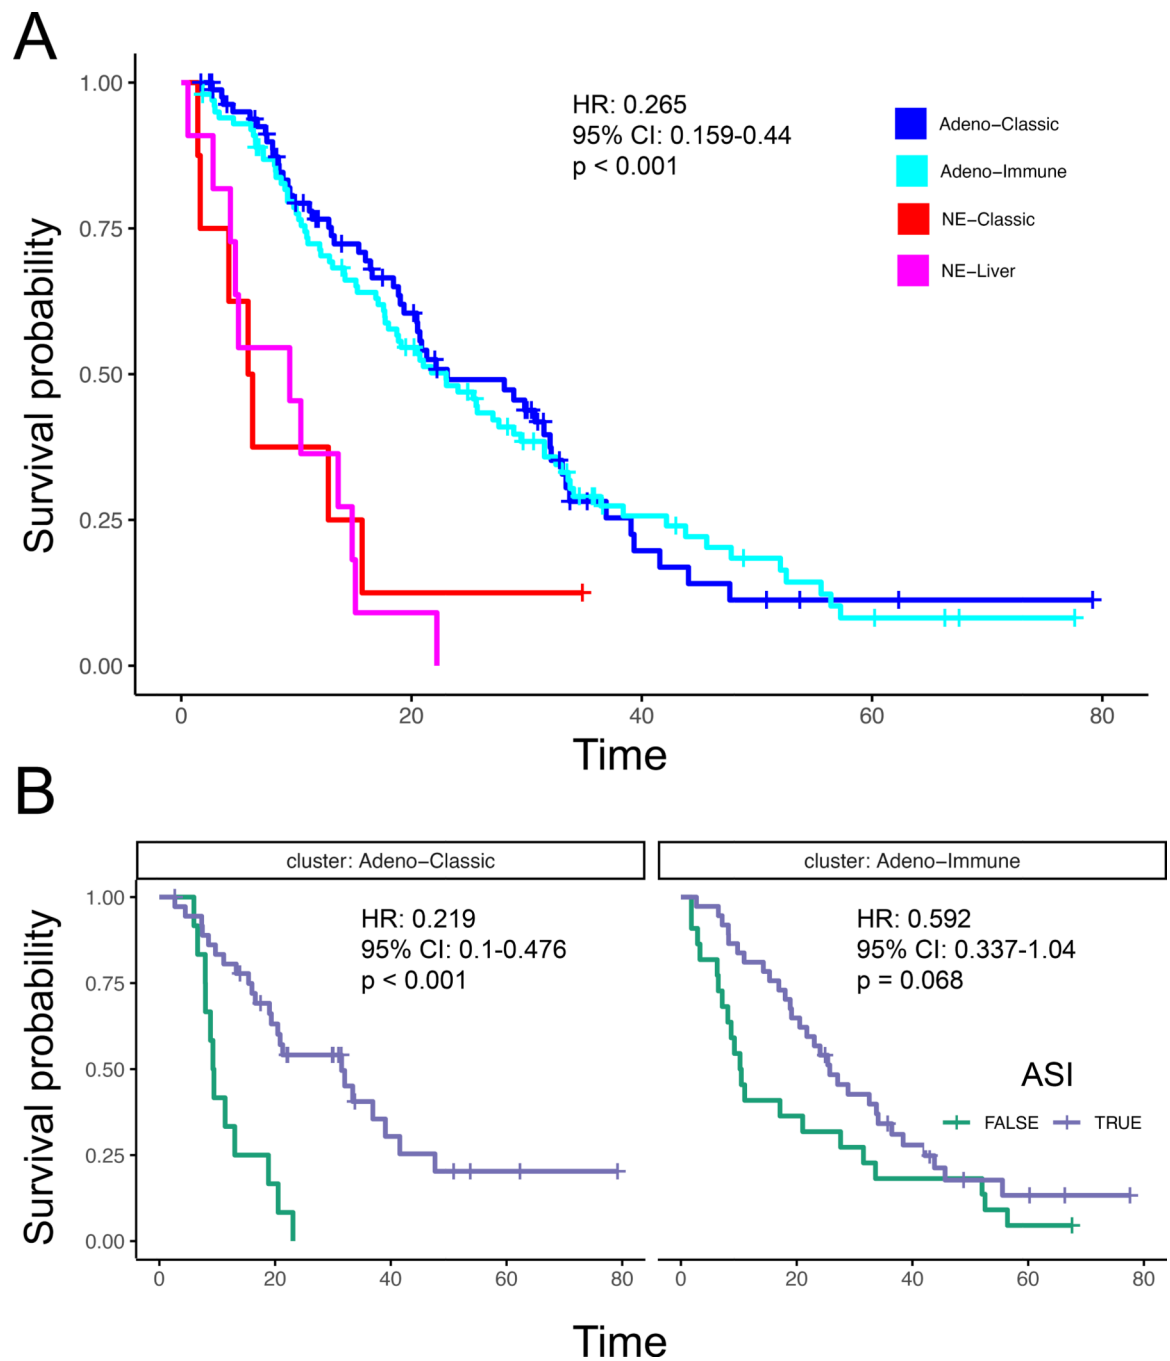 A
1.00
0.75
0.50
0.25
0.00
Survival probability
HR: 0.265
95% CI: 0.159-0.44
p < 0.001
Adeno−Classic
Adeno−Immune
NE−Classic
NE−Liver
0 20 40 60 80
Time
B
cluster: Adeno−Classic
cluster: Adeno−Immune
1.00
0.75
0.50
0.25
0.00
Survival probability
HR: 0.219
95% CI: 0.1-0.476
p < 0.001
HR: 0.592
95% CI: 0.337-1.04
p = 0.068
ASI
FALSE TRUE
0 20 40 60 80
0 20 40 60 80
Time